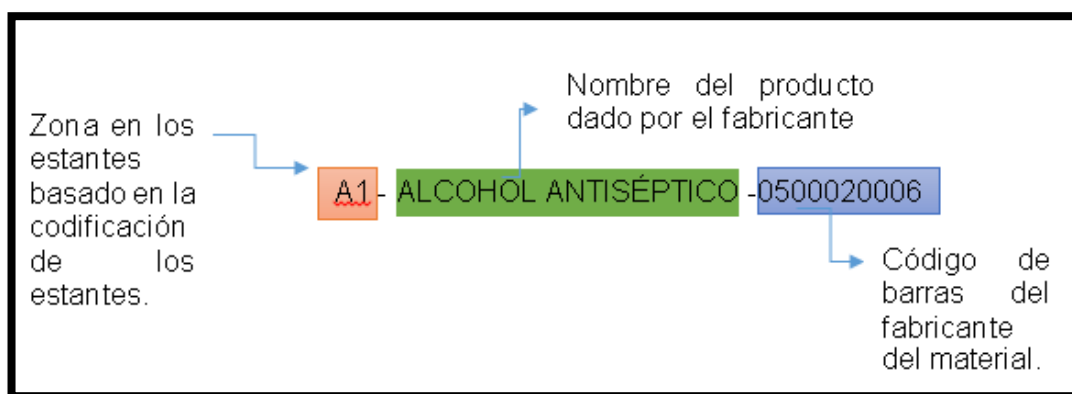 Nombre del producto
dado por el fabricante
Zona en los
estantes
basado en la
codificación
de los
estantes.
A1- ALCOHOL ANTISÉPTICO -0500020006
Código de
barras del
fabricante
del material.